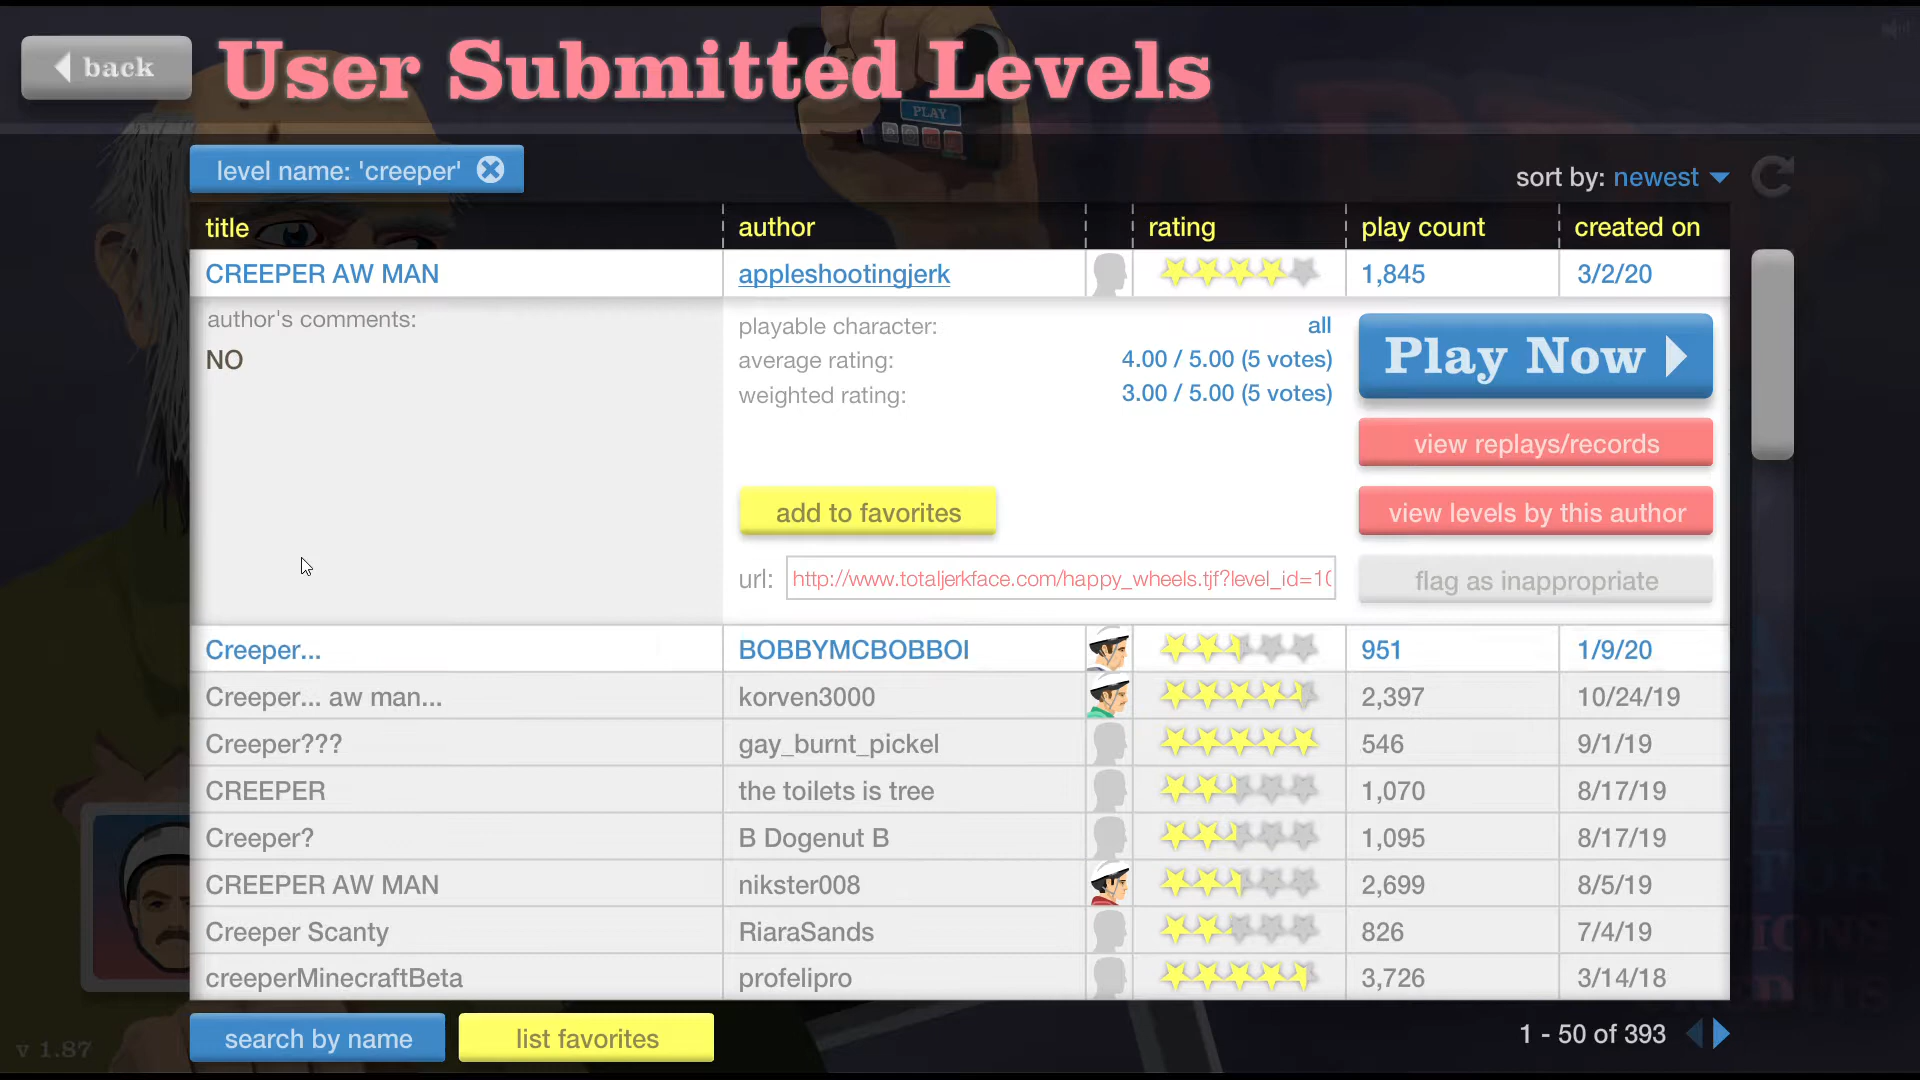 back
User Submitted Levels
PLAY
level name: 'creeper'
sort by: newest
title author rating play count created on
CREEPER AW MAN appleshootingjerk 1,845 3/2/20
author's comments:
NO
playable character: all
average rating: 4.00 / 5.00 (5 votes)
weighted rating: 3.00 / 5.00 (5 votes)
Play Now
view replays/records
add to favorites
view levels by this author
url: http://www.totaljerkface.com/happy_wheels.tjf?level_id=10
flag as inappropriate
Creeper... BOBBYMCBOBBOI 951 1/9/20
Creeper... aw man... korven3000 2,397 10/24/19
Creeper??? gay_burnt_pickel 546 9/1/19
CREEPER the toilets is tree 1,070 8/17/19
Creeper? B Dogenut B 1,095 8/17/19
CREEPER AW MAN nikster008 2,699 8/5/19
Creeper Scanty RiaraSands 826 7/4/19
creeperMinecraftBeta profelipro 3,726 3/14/18
search by name
list favorites
1 - 50 of 393
v 1.87